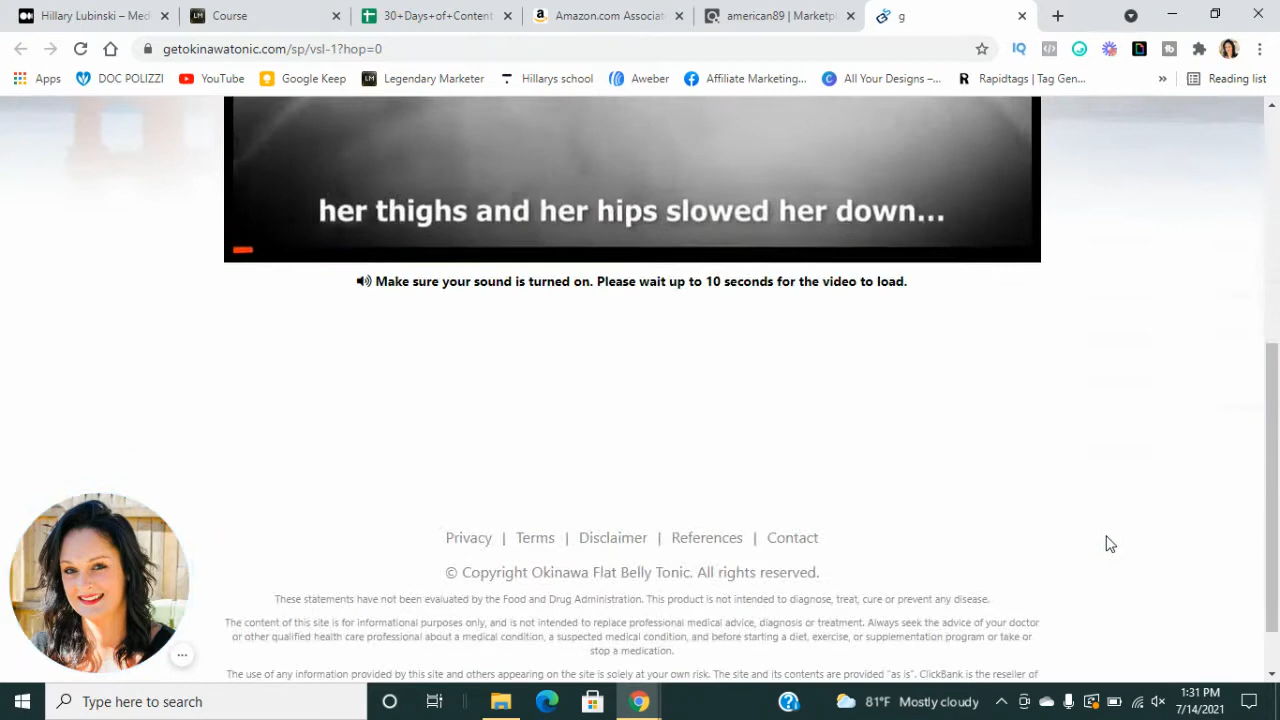 Hillary Lubinski – Med
Course
30+Days+of+Content
Amazon.com Associat
american89 | Marketpl
g
getokinawatonic.com/sp/vsl-1?hop=0
Apps
DOC POLIZZI
YouTube
Google Keep
Legendary Marketer
Hillarys school
Aweber
Affiliate Marketing...
All Your Designs –...
Rapidtags | Tag Gen...
Reading list
her thighs and her hips slowed her down...
Make sure your sound is turned on. Please wait up to 10 seconds for the video to load.
Privacy | Terms | Disclaimer | References | Contact
© Copyright Okinawa Flat Belly Tonic. All rights reserved.
These statements have not been evaluated by the Food and Drug Administration. This product is not intended to diagnose, treat, cure or prevent any disease.
The content of this site is for informational purposes only, and is not intended to replace professional medical advice, diagnosis or treatment. Always seek the advice of your doctor
or other qualified health care professional about a medical condition, a suspected medical condition, and before starting a diet, exercise, or supplementation program or take or
stop a medication.
The use of any information provided by this site and others appearing on the site is solely at your own risk. The site and its contents are provided "as is". ClickBank is the reseller of
Type here to search
81°F Mostly cloudy
1:31 PM
7/14/2021